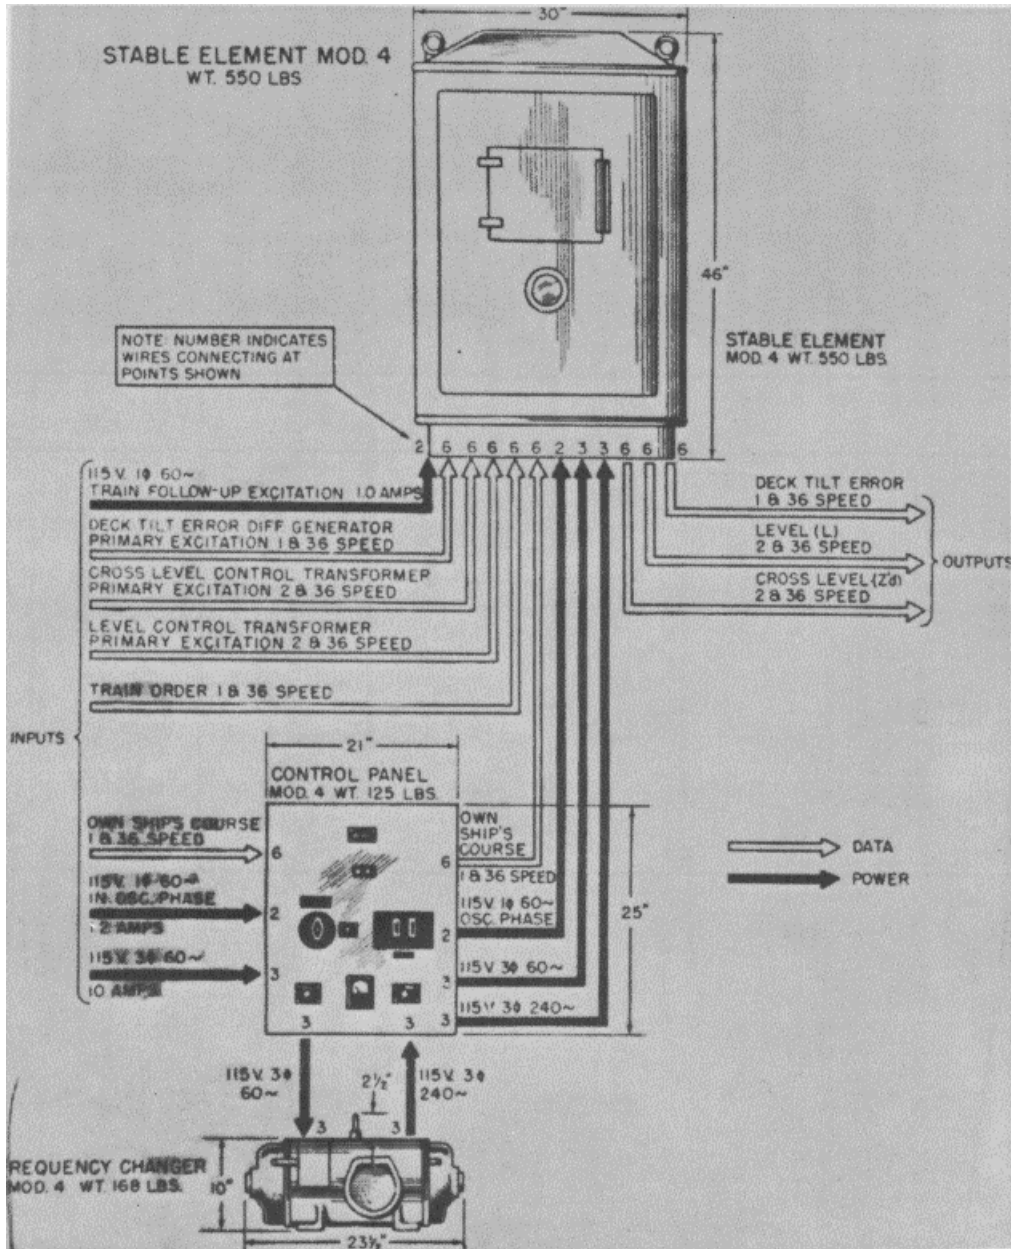 30"
STABLE ELEMENT MOD. 4
WT. 550 LBS
46"
NOTE: NUMBER INDICATES
WIRES CONNECTING AT
POINTS SHOWN
STABLE ELEMENT
MOD. 4 WT. 550 LBS.
2 6 6 6 6 6 2 3 3 6 6 6
115 V. 1ϕ 60~
TRAIN FOLLOW-UP EXCITATION 1.0 AMPS
DECK TILT ERROR DIFF GENERATOR
PRIMARY EXCITATION 1 & 36 SPEED
CROSS LEVEL CONTROL TRANSFORMER
PRIMARY EXCITATION 2 & 36 SPEED
LEVEL CONTROL TRANSFORMER
PRIMARY EXCITATION 2 & 36 SPEED
TRAIN ORDER 1 & 36 SPEED
DECK TILT ERROR
1 & 36 SPEED
LEVEL (L)
2 & 36 SPEED
CROSS LEVEL (Z'd)
2 & 36 SPEED
OUTPUTS
INPUTS
21"
CONTROL PANEL
MOD. 4 WT. 125 LBS.
OWN SHIP'S COURSE
1 & 36 SPEED
6
115V. 1ϕ 60~
IN. OSC. PHASE
2
2 AMPS
115V 3ϕ 60~
3
10 AMPS
OWN
SHIP'S
COURSE
6
1 & 36 SPEED
115V 1ϕ 60~
OSC. PHASE
2
115V 3ϕ 60~
3
115V 3ϕ 240~
3
3 3
25"
DATA
POWER
115V. 3ϕ
60~
2½"
115V. 3ϕ
240~
3 3
REQUENCY CHANGER
MOD. 4 WT. 168 LBS.
10"
23½"